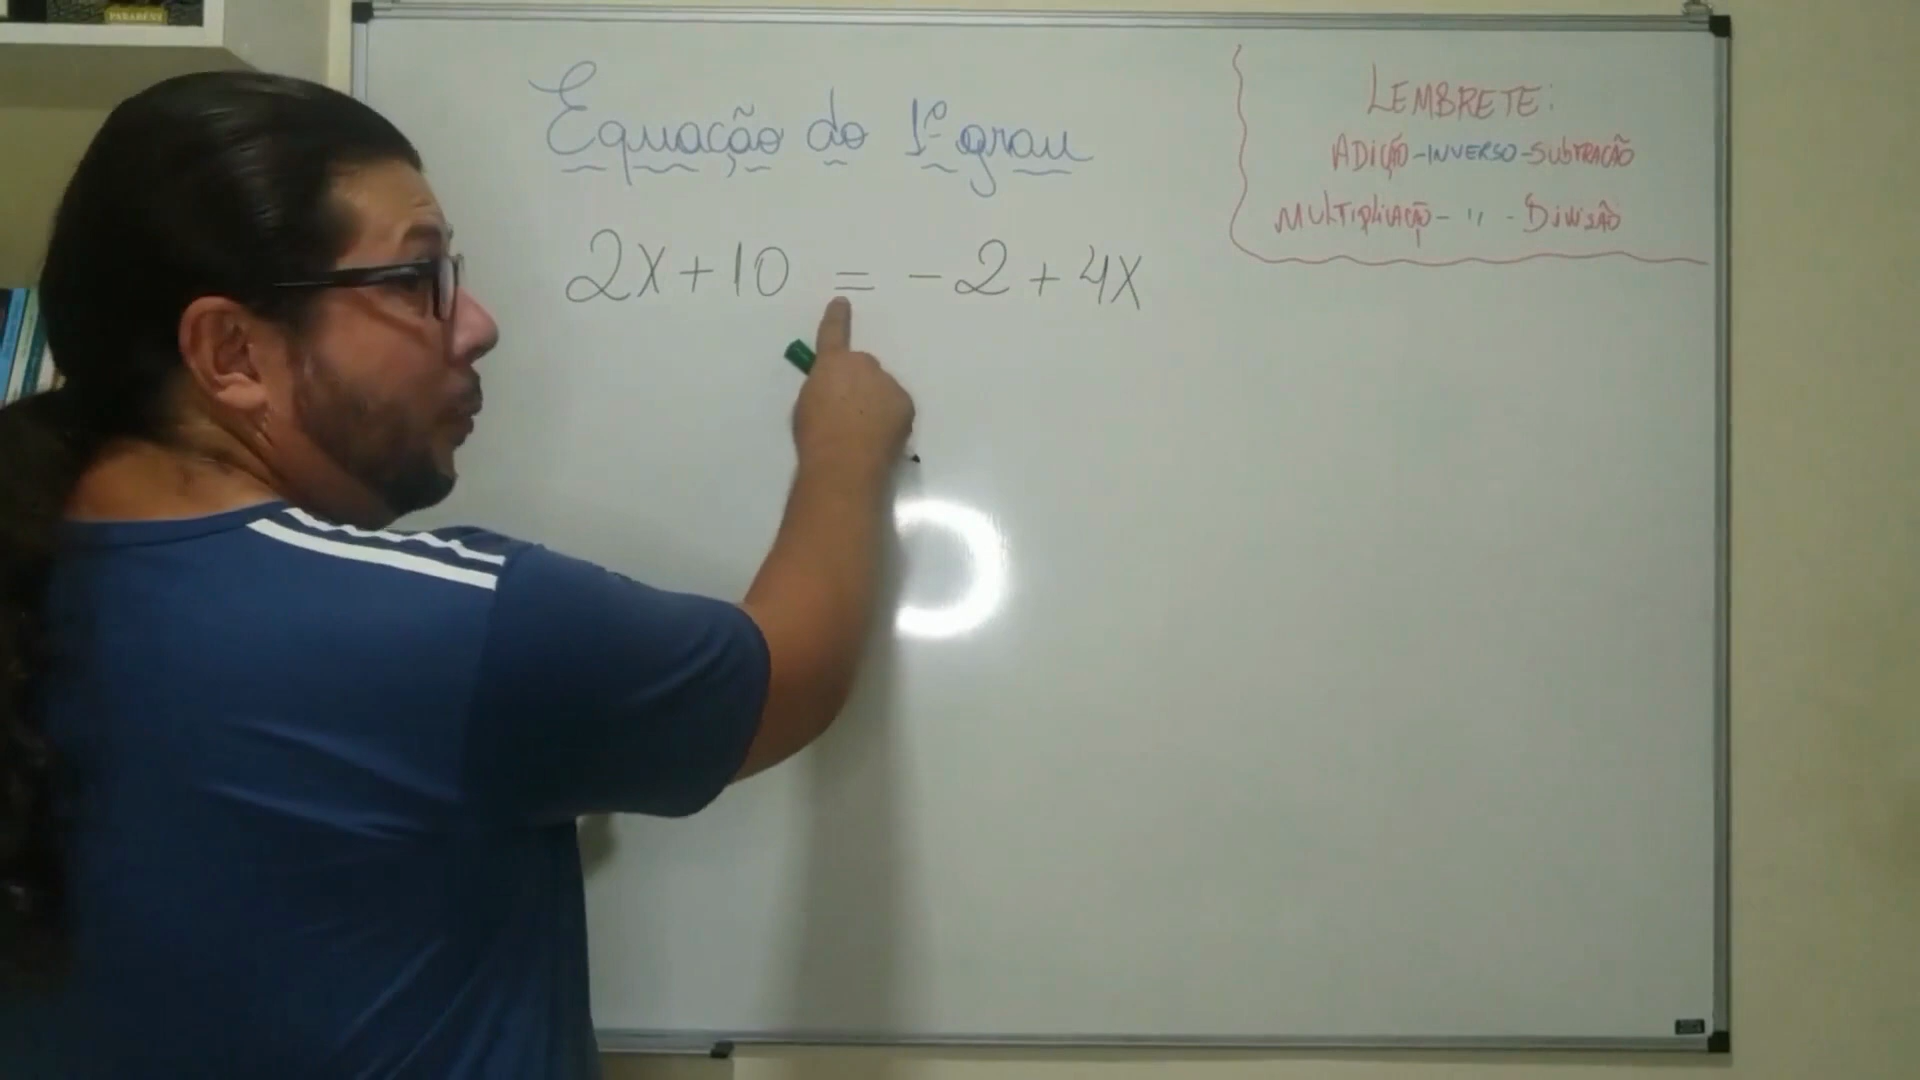 Equação do 1º grau
2x + 10 = -2 + 4x
LEMBRETE:
ADIÇÃO - INVERSO - SUBTRAÇÃO
MULTIPLICAÇÃO - " - DIVISÃO